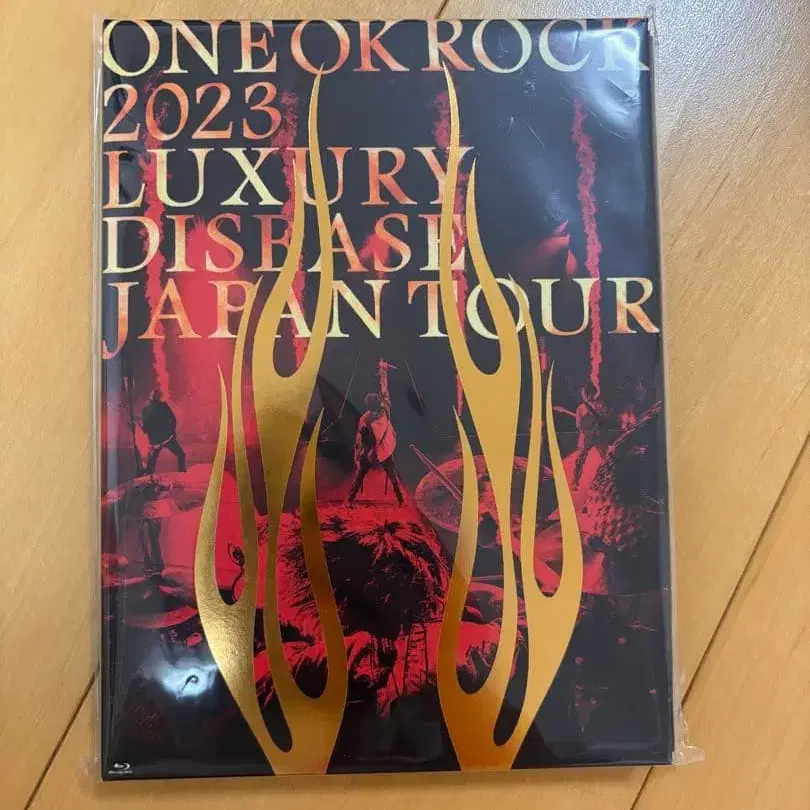 ONE OK ROCK
2023
LUXURY
DISEASE
JAPAN TOUR